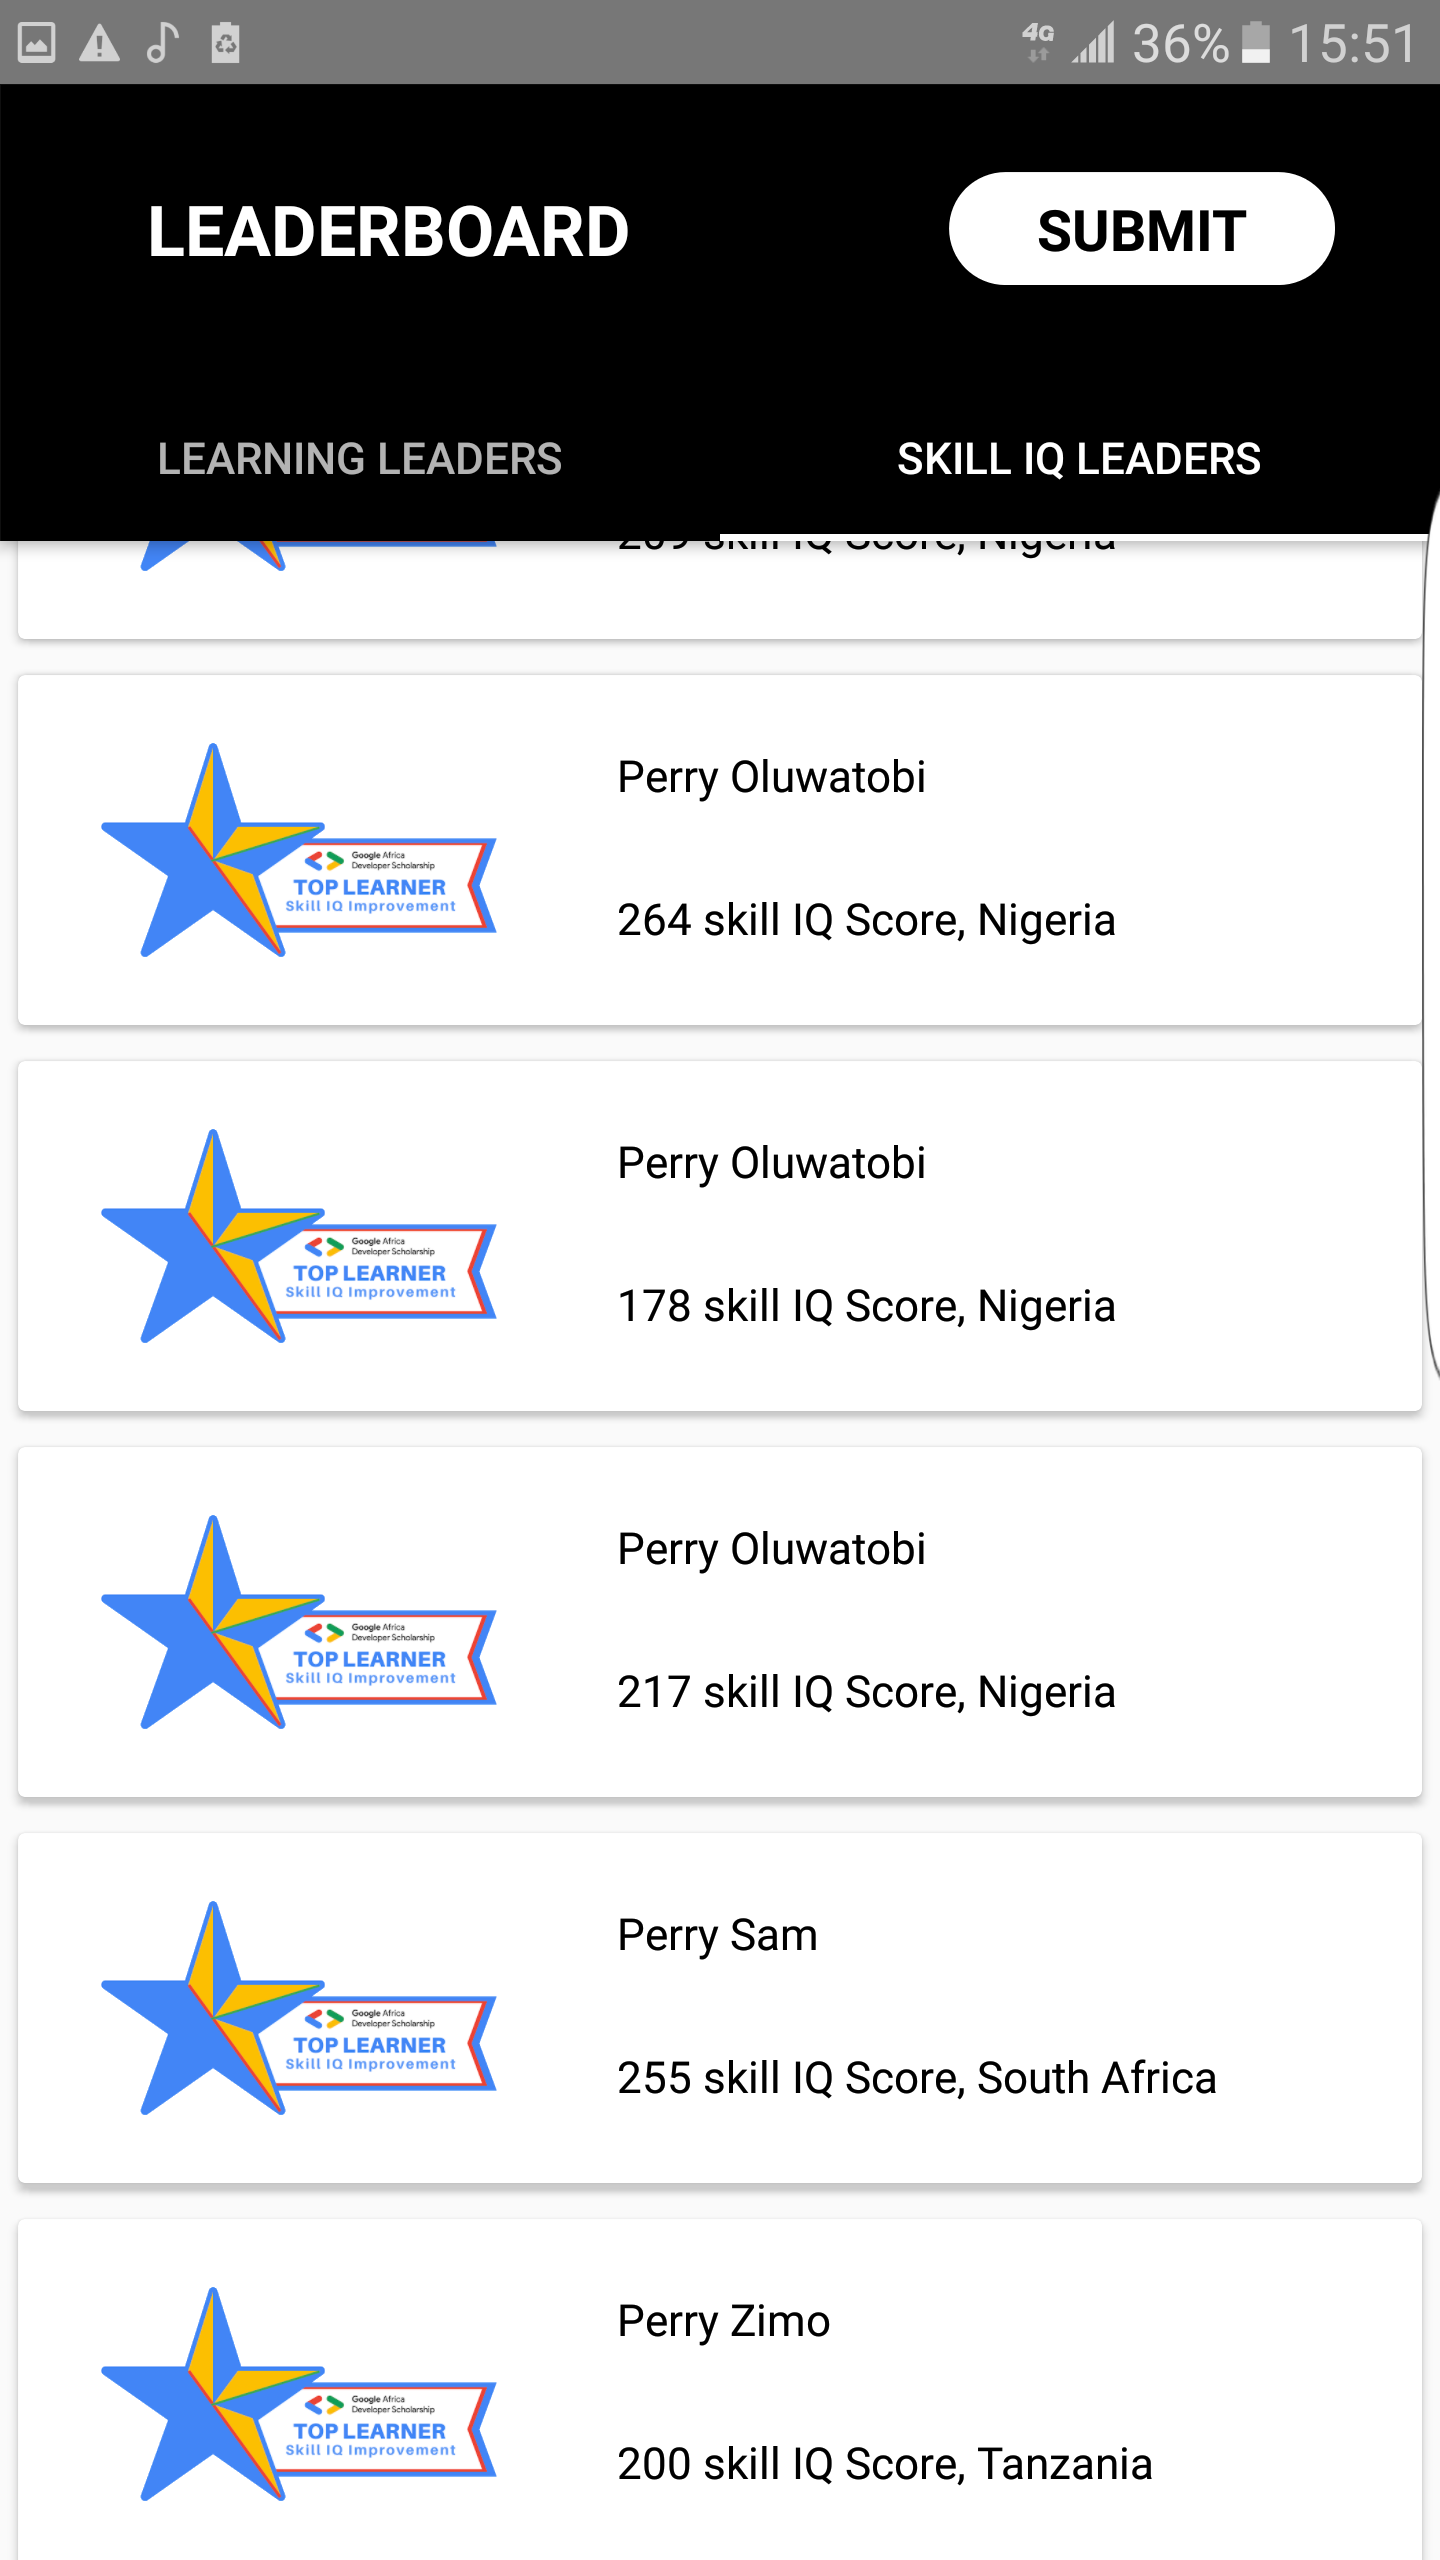 4G 36% 15:51
LEADERBOARD
SUBMIT
LEARNING LEADERS
SKILL IQ LEADERS
skill IQ Score, Nigeria
Perry Oluwatobi
Google Africa
Developer Scholarship
TOP LEARNER
Skill IQ Improvement
264 skill IQ Score, Nigeria
Perry Oluwatobi
Google Africa
Developer Scholarship
TOP LEARNER
Skill IQ Improvement
178 skill IQ Score, Nigeria
Perry Oluwatobi
Google Africa
Developer Scholarship
TOP LEARNER
Skill IQ Improvement
217 skill IQ Score, Nigeria
Perry Sam
Google Africa
Developer Scholarship
TOP LEARNER
Skill IQ Improvement
255 skill IQ Score, South Africa
Perry Zimo
Google Africa
Developer Scholarship
TOP LEARNER
Skill IQ Improvement
200 skill IQ Score, Tanzania